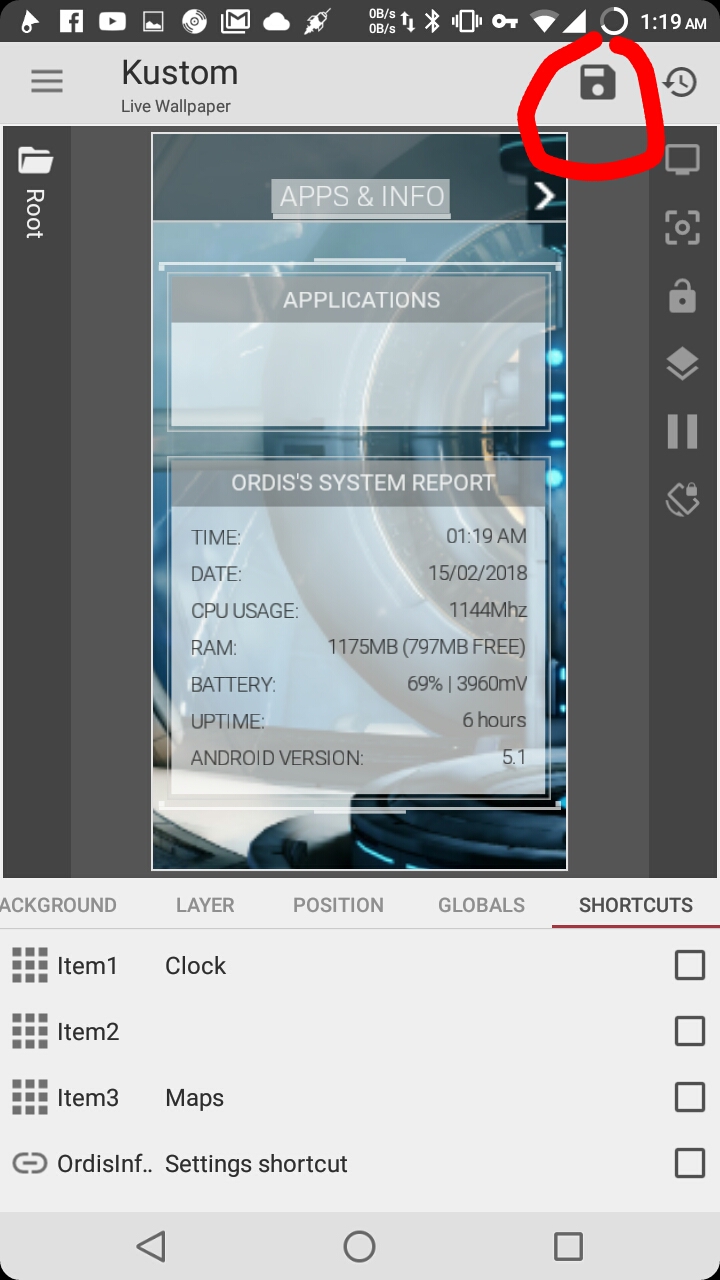 0B/s
0B/s
1:19 AM
Kustom
Live Wallpaper
Root
APPS & INFO
APPLICATIONS
ORDIS'S SYSTEM REPORT
TIME: 01:19 AM
DATE: 15/02/2018
CPU USAGE: 1144Mhz
RAM: 1175MB (797MB FREE)
BATTERY: 69% | 3960mV
UPTIME: 6 hours
ANDROID VERSION: 5.1
ACKGROUND LAYER POSITION GLOBALS SHORTCUTS
Item1 Clock
Item2
Item3 Maps
OrdisInf.. Settings shortcut